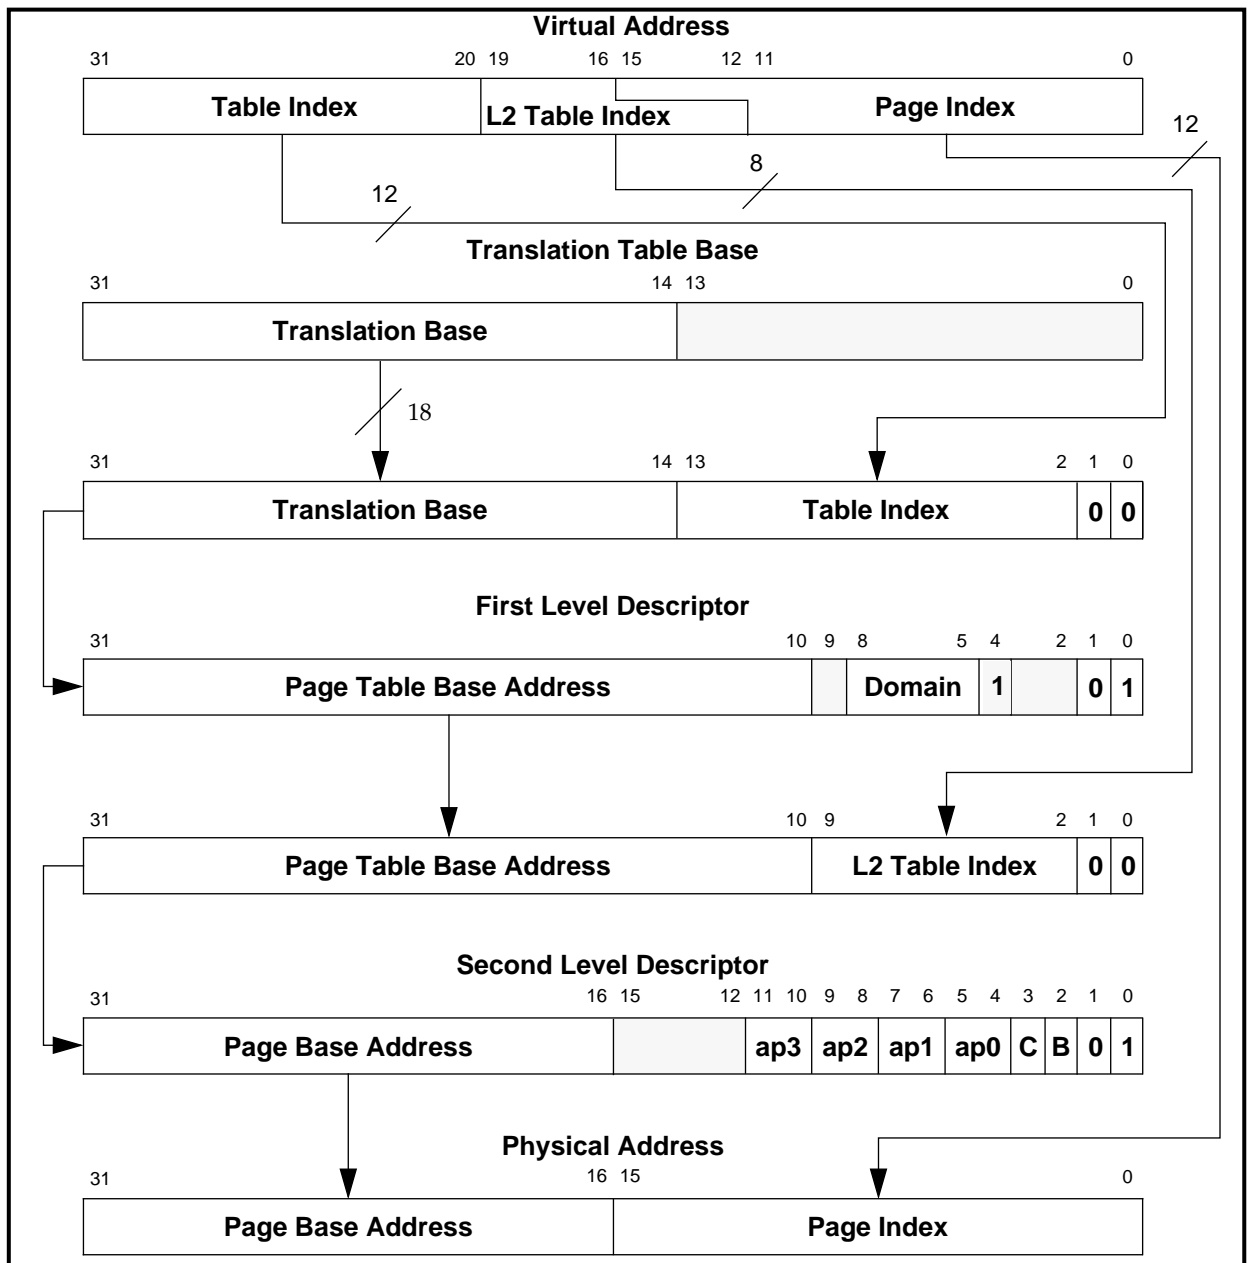 Virtual Address
31 20 19 16 15 12 11 0
Table Index L2 Table Index Page Index
12
8
12
Translation Table Base
31 14 13 0
Translation Base
18
31 14 13 2 1 0
Translation Base Table Index 0 0
First Level Descriptor
31 10 9 8 5 4 2 1 0
Page Table Base Address Domain 1 0 1
31 10 9 2 1 0
Page Table Base Address L2 Table Index 0 0
Second Level Descriptor
31 16 15 12 11 10 9 8 7 6 5 4 3 2 1 0
Page Base Address ap3 ap2 ap1 ap0 C B 0 1
Physical Address
31 16 15 0
Page Base Address Page Index